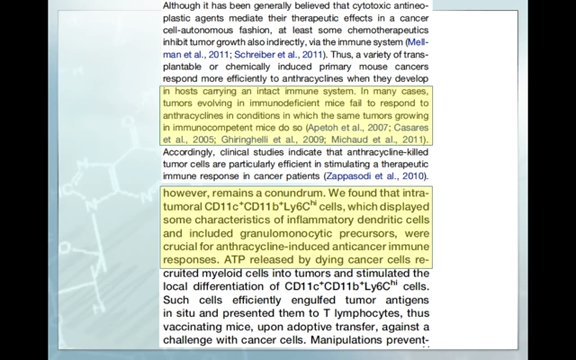 Although it has been generally believed that cytotoxic antineo-
plastic agents mediate their therapeutic effects in a cancer
cell-autonomous fashion, at least some chemotherapeutics
inhibit tumor growth also indirectly, via the immune system (Mell-
man et al., 2011; Schreiber et al., 2011). Thus, a variety of trans-
plantable or chemically induced primary mouse cancers
respond more efficiently to anthracyclines when they develop
in hosts carrying an intact immune system. In many cases,
tumors evolving in immunodeficient mice fail to respond to
anthracyclines in conditions in which the same tumors growing
in immunocompetent mice do so (Apetoh et al., 2007; Casares
et al., 2005; Ghiringhelli et al., 2009; Michaud et al., 2011).
Accordingly, clinical studies indicate that anthracycline-killed
tumor cells are particularly efficient in stimulating a therapeutic
immune response in cancer patients (Zappasodi et al., 2010).
however, remains a conundrum. We found that intra-
tumoral CD11c⁺CD11b⁺Ly6Cʰⁱ cells, which displayed
some characteristics of inflammatory dendritic cells
and included granulomonocytic precursors, were
crucial for anthracycline-induced anticancer immune
responses. ATP released by dying cancer cells re-
cruited myeloid cells into tumors and stimulated the
local differentiation of CD11c⁺CD11b⁺Ly6Cʰⁱ cells.
Such cells efficiently engulfed tumor antigens
in situ and presented them to T lymphocytes, thus
vaccinating mice, upon adoptive transfer, against a
challenge with cancer cells. Manipulations prevent-